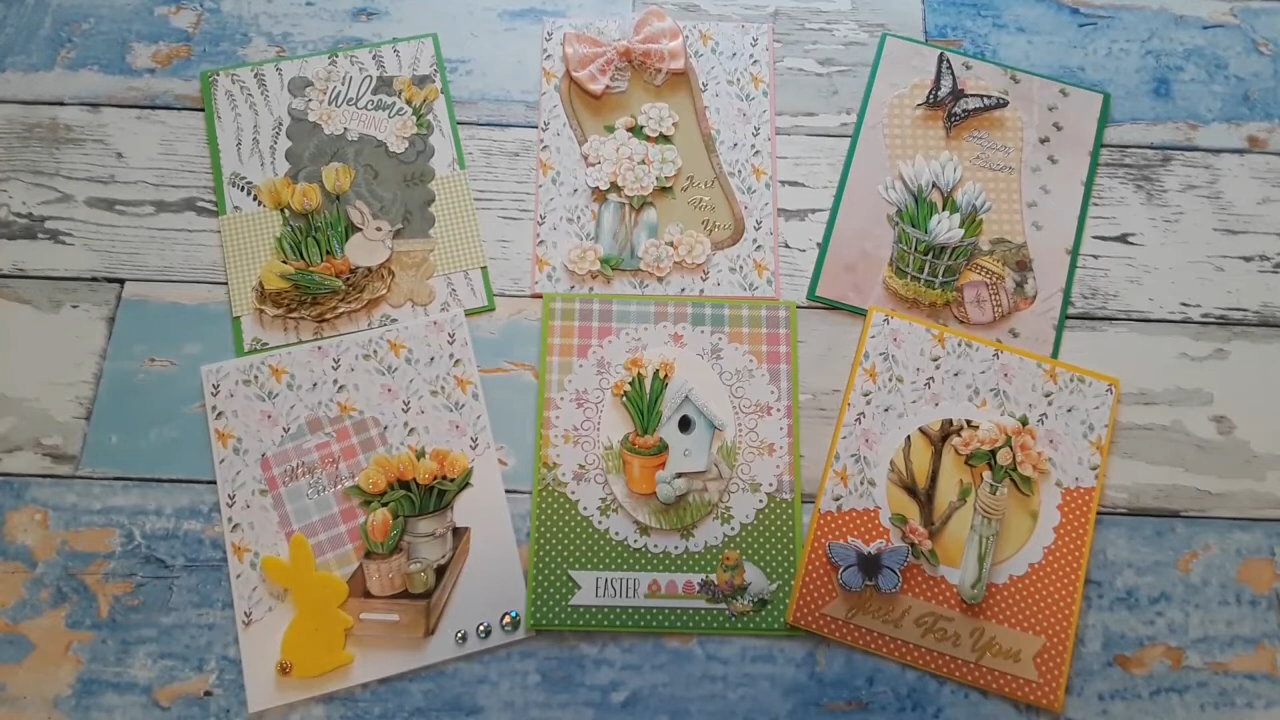 Welcome
SPRING
Just
For
You
Happy
Easter
Happy
Easter
EASTER
Just For You